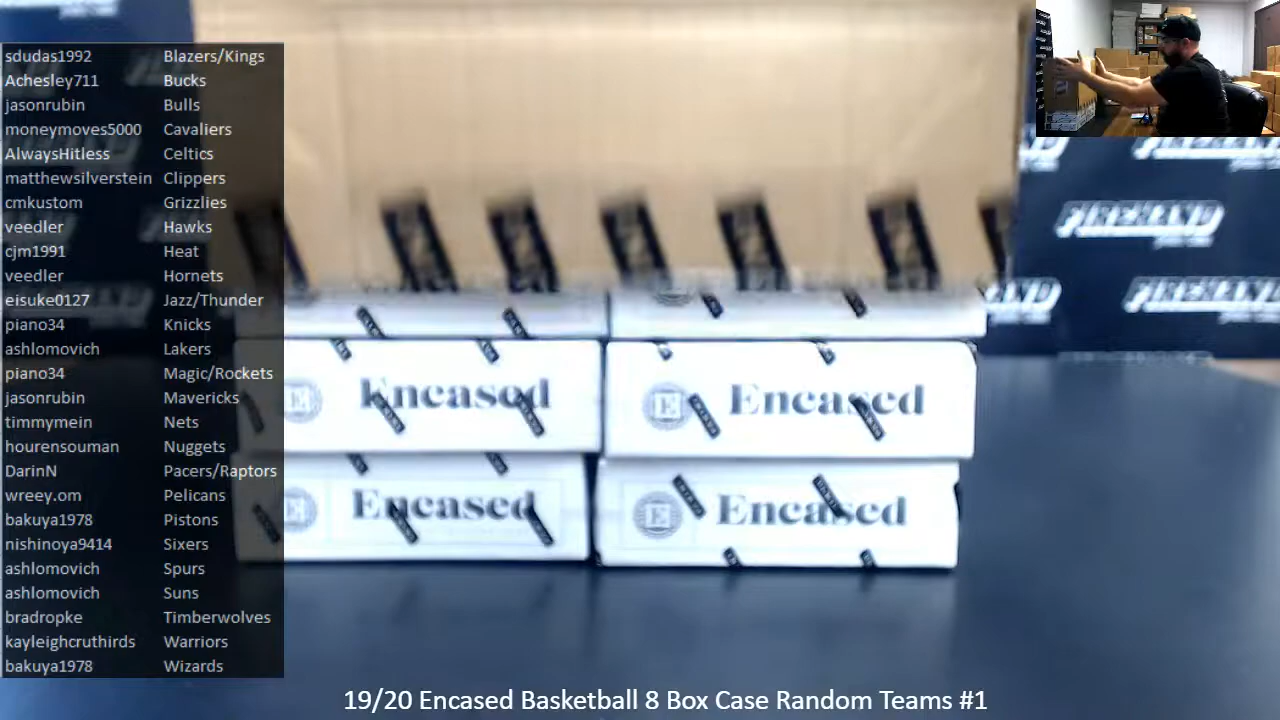 sdudas1992 Blazers/Kings
Achesley711 Bucks
jasonrubin Bulls
moneymoves5000 Cavaliers
AlwaysHitless Celtics
matthewsilverstein Clippers
cmkustom Grizzlies
veedler Hawks
cjm1991 Heat
veedler Hornets
eisuke0127 Jazz/Thunder
piano34 Knicks
ashlomovich Lakers
piano34 Magic/Rockets
jasonrubin Mavericks
timmymein Nets
hourensouman Nuggets
DarinN Pacers/Raptors
wreey.om Pelicans
bakuya1978 Pistons
nishinoya9414 Sixers
ashlomovich Spurs
ashlomovich Suns
bradropke Timberwolves
kayleighcruthirds Warriors
bakuya1978 Wizards
FIREHAND
FIREHAND
E Encased
E Encased
E Encased
E Encased
19/20 Encased Basketball 8 Box Case Random Teams #1